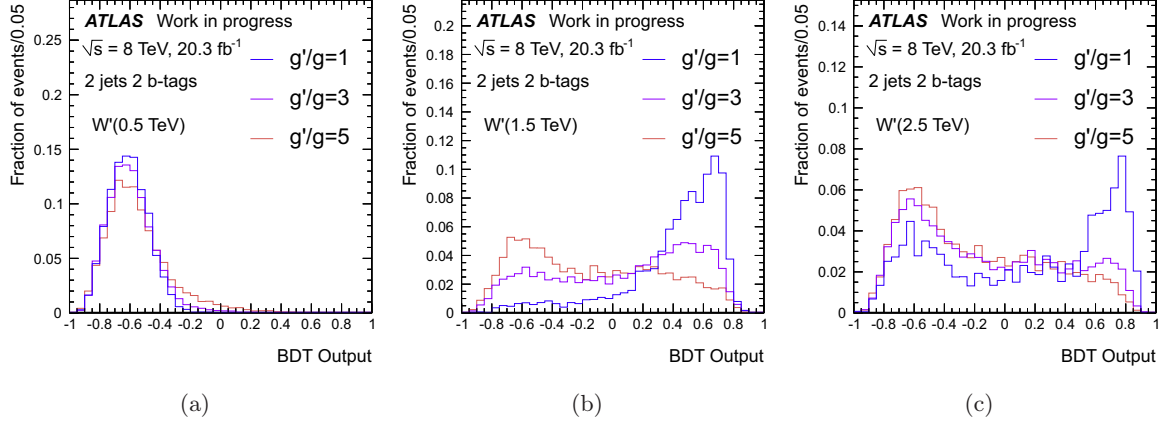 ATLAS Work in progress
√s = 8 TeV, 20.3 fb⁻¹
2 jets 2 b-tags
W'(0.5 TeV)
g'/g=1
g'/g=3
g'/g=5
Fraction of events/0.05
0.25
0.2
0.15
0.1
0.05
0
-1 -0.8 -0.6 -0.4 -0.2 0 0.2 0.4 0.6 0.8 1
BDT Output
(a)
ATLAS Work in progress
√s = 8 TeV, 20.3 fb⁻¹
2 jets 2 b-tags
W'(1.5 TeV)
g'/g=1
g'/g=3
g'/g=5
Fraction of events/0.05
0.2
0.18
0.16
0.14
0.12
0.1
0.08
0.06
0.04
0.02
0
-1 -0.8 -0.6 -0.4 -0.2 0 0.2 0.4 0.6 0.8 1
BDT Output
(b)
ATLAS Work in progress
√s = 8 TeV, 20.3 fb⁻¹
2 jets 2 b-tags
W'(2.5 TeV)
g'/g=1
g'/g=3
g'/g=5
Fraction of events/0.05
0.14
0.12
0.1
0.08
0.06
0.04
0.02
0
-1 -0.8 -0.6 -0.4 -0.2 0 0.2 0.4 0.6 0.8 1
BDT Output
(c)